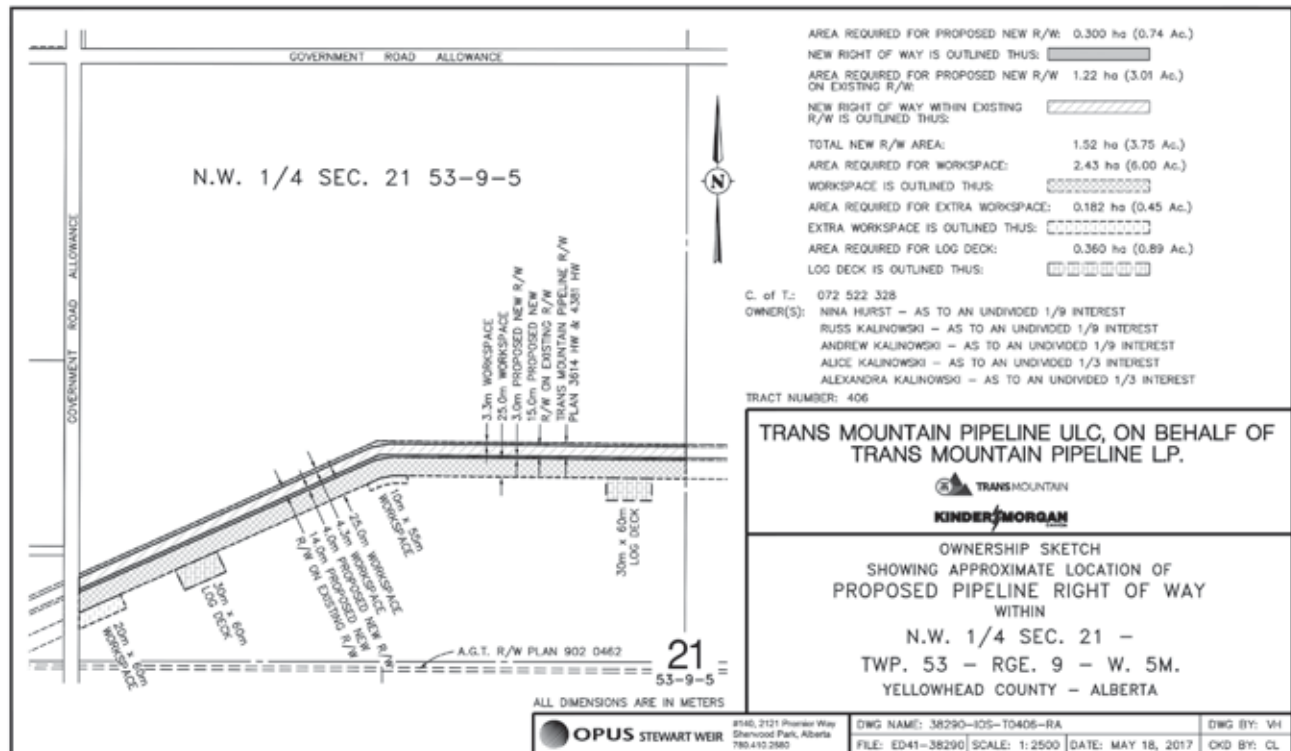 GOVERNMENT ROAD ALLOWANCE
GOVERNMENT ROAD ALLOWANCE
N.W. 1/4 SEC. 21 53-9-5
N
3.3m WORKSPACE
25.0m WORKSPACE
3.0m PROPOSED NEW R/W
15.0m PROPOSED NEW
R/W ON EXISTING R/W
TRANS MOUNTAIN PIPELINE R/W
PLAN 3614 HW & 4381 HW
10m x 55m
WORKSPACE
25.0m WORKSPACE
4.3m WORKSPACE
4.0m PROPOSED NEW R/W
14.0m PROPOSED NEW
R/W ON EXISTING R/W
30m x 60m
LOG DECK
30m x 60m
LOG DECK
20m x 60m
WORKSPACE
A.G.T. R/W PLAN 902 0462
21
53-9-5
ALL DIMENSIONS ARE IN METERS
AREA REQUIRED FOR PROPOSED NEW R/W: 0.300 ha (0.74 Ac.)
NEW RIGHT OF WAY IS OUTLINED THUS:
AREA REQUIRED FOR PROPOSED NEW R/W 1.22 ha (3.01 Ac.)
ON EXISTING R/W:
NEW RIGHT OF WAY WITHIN EXISTING
R/W IS OUTLINED THUS:
TOTAL NEW R/W AREA: 1.52 ha (3.75 Ac.)
AREA REQUIRED FOR WORKSPACE: 2.43 ha (6.00 Ac.)
WORKSPACE IS OUTLINED THUS:
AREA REQUIRED FOR EXTRA WORKSPACE: 0.182 ha (0.45 Ac.)
EXTRA WORKSPACE IS OUTLINED THUS:
AREA REQUIRED FOR LOG DECK: 0.360 ha (0.89 Ac.)
LOG DECK IS OUTLINED THUS:
C. of T.: 072 522 328
OWNER(S): NINA HURST - AS TO AN UNDIVIDED 1/9 INTEREST
RUSS KALINOWSKI - AS TO AN UNDIVIDED 1/9 INTEREST
ANDREW KALINOWSKI - AS TO AN UNDIVIDED 1/9 INTEREST
ALICE KALINOWSKI - AS TO AN UNDIVIDED 1/3 INTEREST
ALEXANDRA KALINOWSKI - AS TO AN UNDIVIDED 1/3 INTEREST
TRACT NUMBER: 406
TRANS MOUNTAIN PIPELINE ULC, ON BEHALF OF
TRANS MOUNTAIN PIPELINE L.P.
TRANSMOUNTAIN
KINDER MORGAN
OWNERSHIP SKETCH
SHOWING APPROXIMATE LOCATION OF
PROPOSED PIPELINE RIGHT OF WAY
WITHIN
N.W. 1/4 SEC. 21 -
TWP. 53 - RGE. 9 - W. 5M.
YELLOWHEAD COUNTY - ALBERTA
OPUS STEWART WEIR
#140, 2121 Premier Way
Sherwood Park, Alberta
780.410.2580
DWG NAME: 38290-IOS-T0406-RA DWG BY: VH
FILE: ED41-38290 SCALE: 1:2500 DATE: MAY 18, 2017 CKD BY: CL